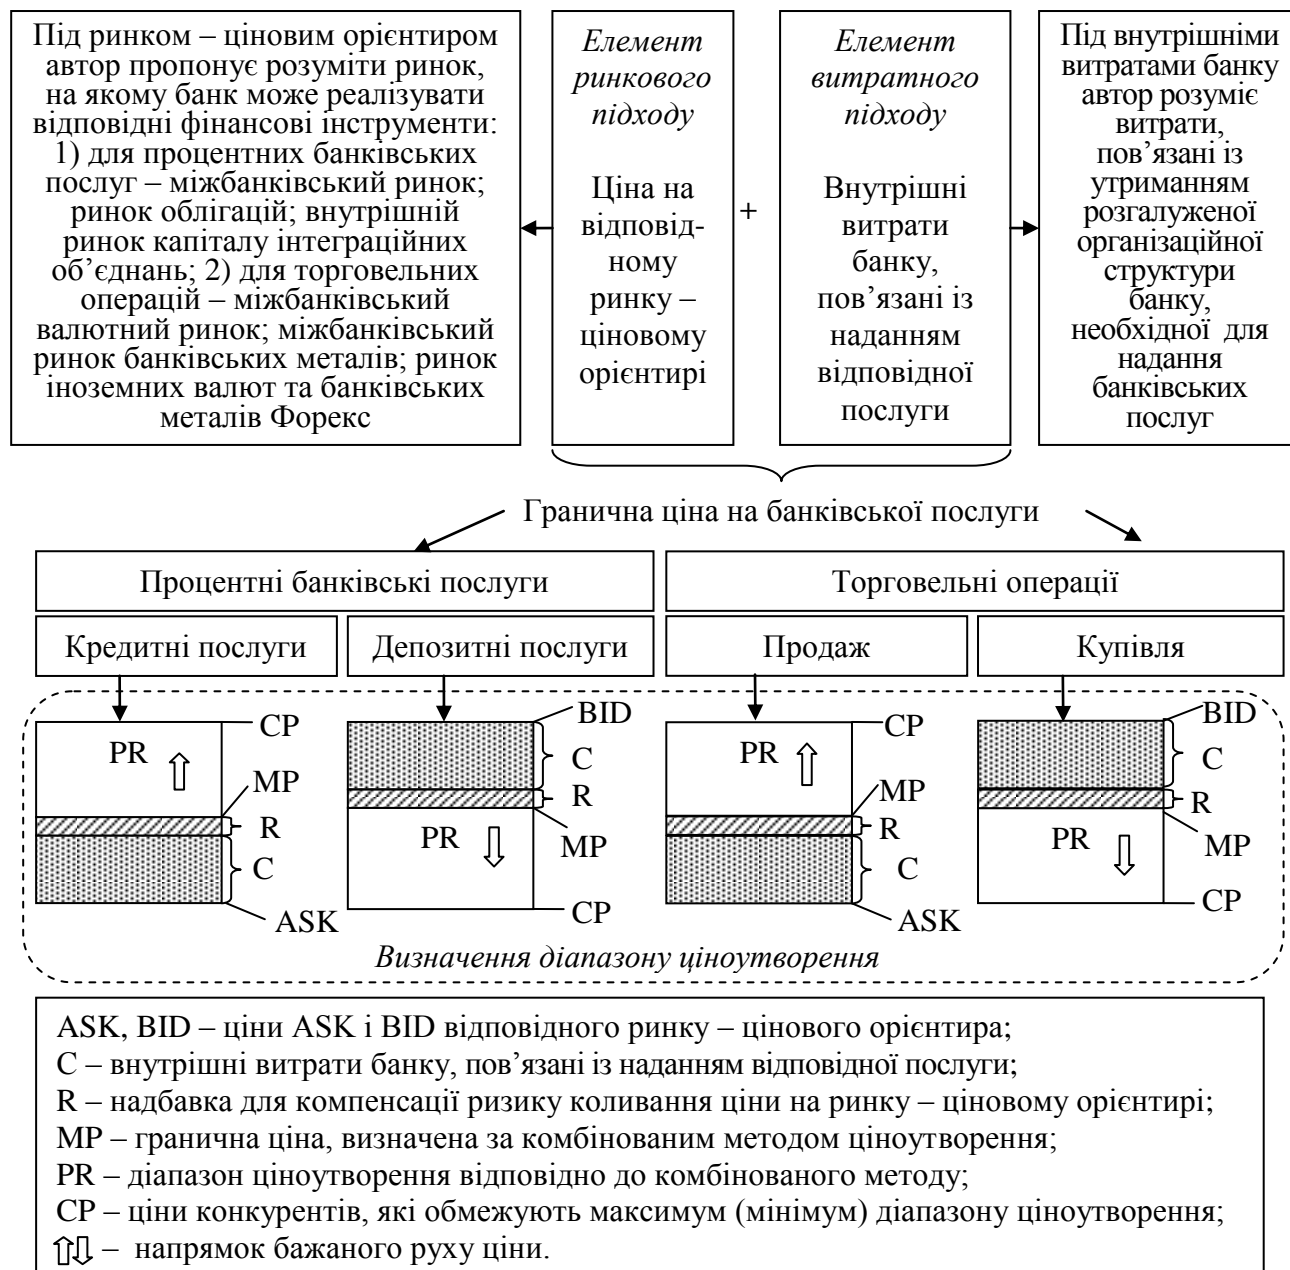 Під ринком – ціновим орієнтиром
автор пропонує розуміти ринок,
на якому банк може реалізувати
відповідні фінансові інструменти:
1) для процентних банківських
послуг – міжбанківський ринок;
ринок облігацій; внутрішній
ринок капіталу інтеграційних
об’єднань; 2) для торговельних
операцій – міжбанківський
валютний ринок; міжбанківський
ринок банківських металів; ринок
іноземних валют та банківських
металів Форекс
Елемент
ринкового
підходу
Ціна на
відповід-
ному
ринку –
ціновому
орієнтирі
+
Елемент
витратного
підходу
Внутрішні
витрати
банку,
пов’язані із
наданням
відповідної
послуги
Під внутрішніми
витратами банку
автор розуміє
витрати,
пов’язані із
утриманням
розгалуженої
організаційної
структури
банку,
необхідної для
надання
банківських
послуг
Гранична ціна на банківської послуги
Процентні банківські послуги
Торговельні операції
Кредитні послуги
Депозитні послуги
Продаж
Купівля
CP
PR
MP
R
C
ASK
BID
C
R
PR
MP
CP
CP
PR
MP
R
C
ASK
BID
C
R
PR
MP
CP
Визначення діапазону ціноутворення
ASK, BID – ціни ASK і BID відповідного ринку – цінового орієнтира;
C – внутрішні витрати банку, пов’язані із наданням відповідної послуги;
R – надбавка для компенсації ризику коливання ціни на ринку – ціновому орієнтирі;
MP – гранична ціна, визначена за комбінованим методом ціноутворення;
PR – діапазон ціноутворення відповідно до комбінованого методу;
CP – ціни конкурентів, які обмежують максимум (мінімум) діапазону ціноутворення;
⇧⇩ – напрямок бажаного руху ціни.